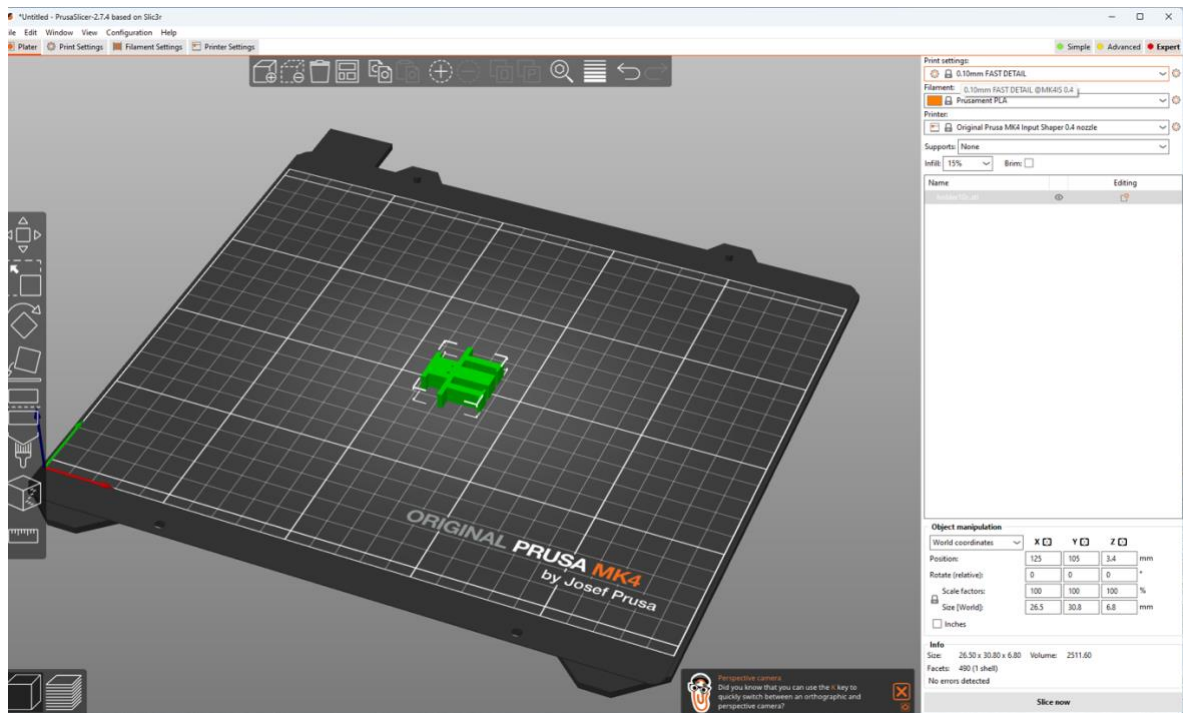 *Untitled - PrusaSlicer-2.7.4 based on Slic3r
ile Edit Window View Configuration Help
Plater Print Settings Filament Settings Printer Settings Simple Advanced Expert
Print settings:
0.10mm FAST DETAIL
Filament:
0.10mm FAST DETAIL @MK4IS 0.4
Prusament PLA
Printer:
Original Prusa MK4 Input Shaper 0.4 nozzle
Supports: None
Infill: 15% Brim:
Name Editing
Object manipulation
World coordinates X Y Z
Position: 125 105 3.4 mm
Rotate (relative): 0 0 0 °
Scale factors: 100 100 100 %
Size [World]: 26.5 30.8 6.8 mm
Inches
Info
Size: 26.50 x 30.80 x 6.80 Volume: 2511.60
Facets: 490 (1 shell)
No errors detected
Slice now
ORIGINAL PRUSA MK4
by Josef Prusa
Perspective camera
Did you know that you can use the K key to
quickly switch between an orthographic and
perspective camera?